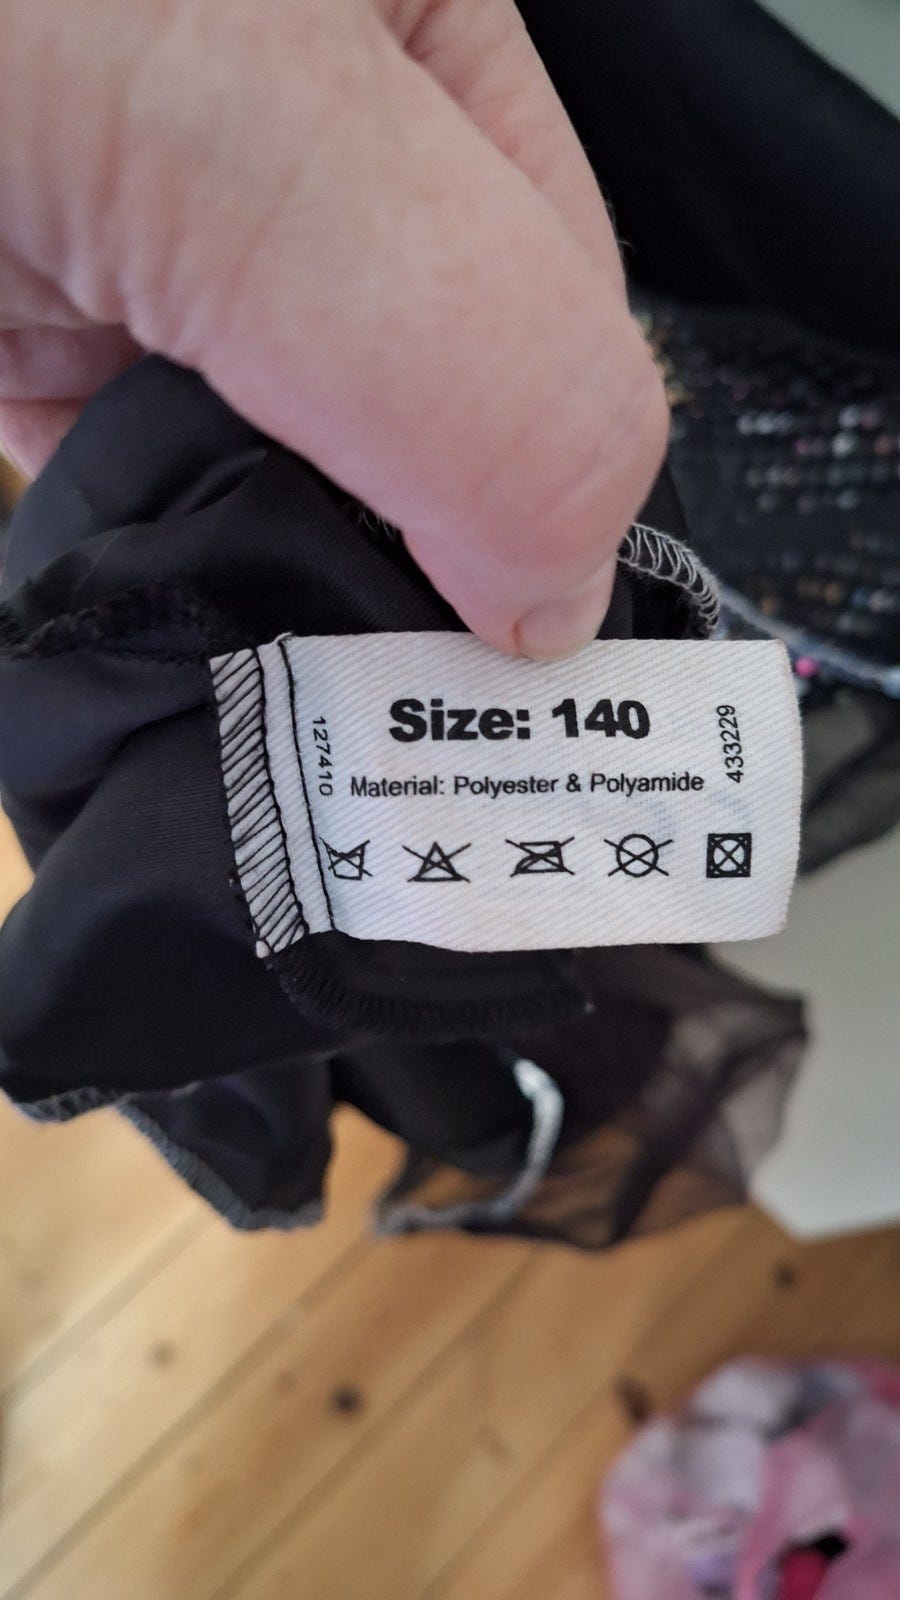 Size: 140
Material: Polyester & Polyamide
127410
433229